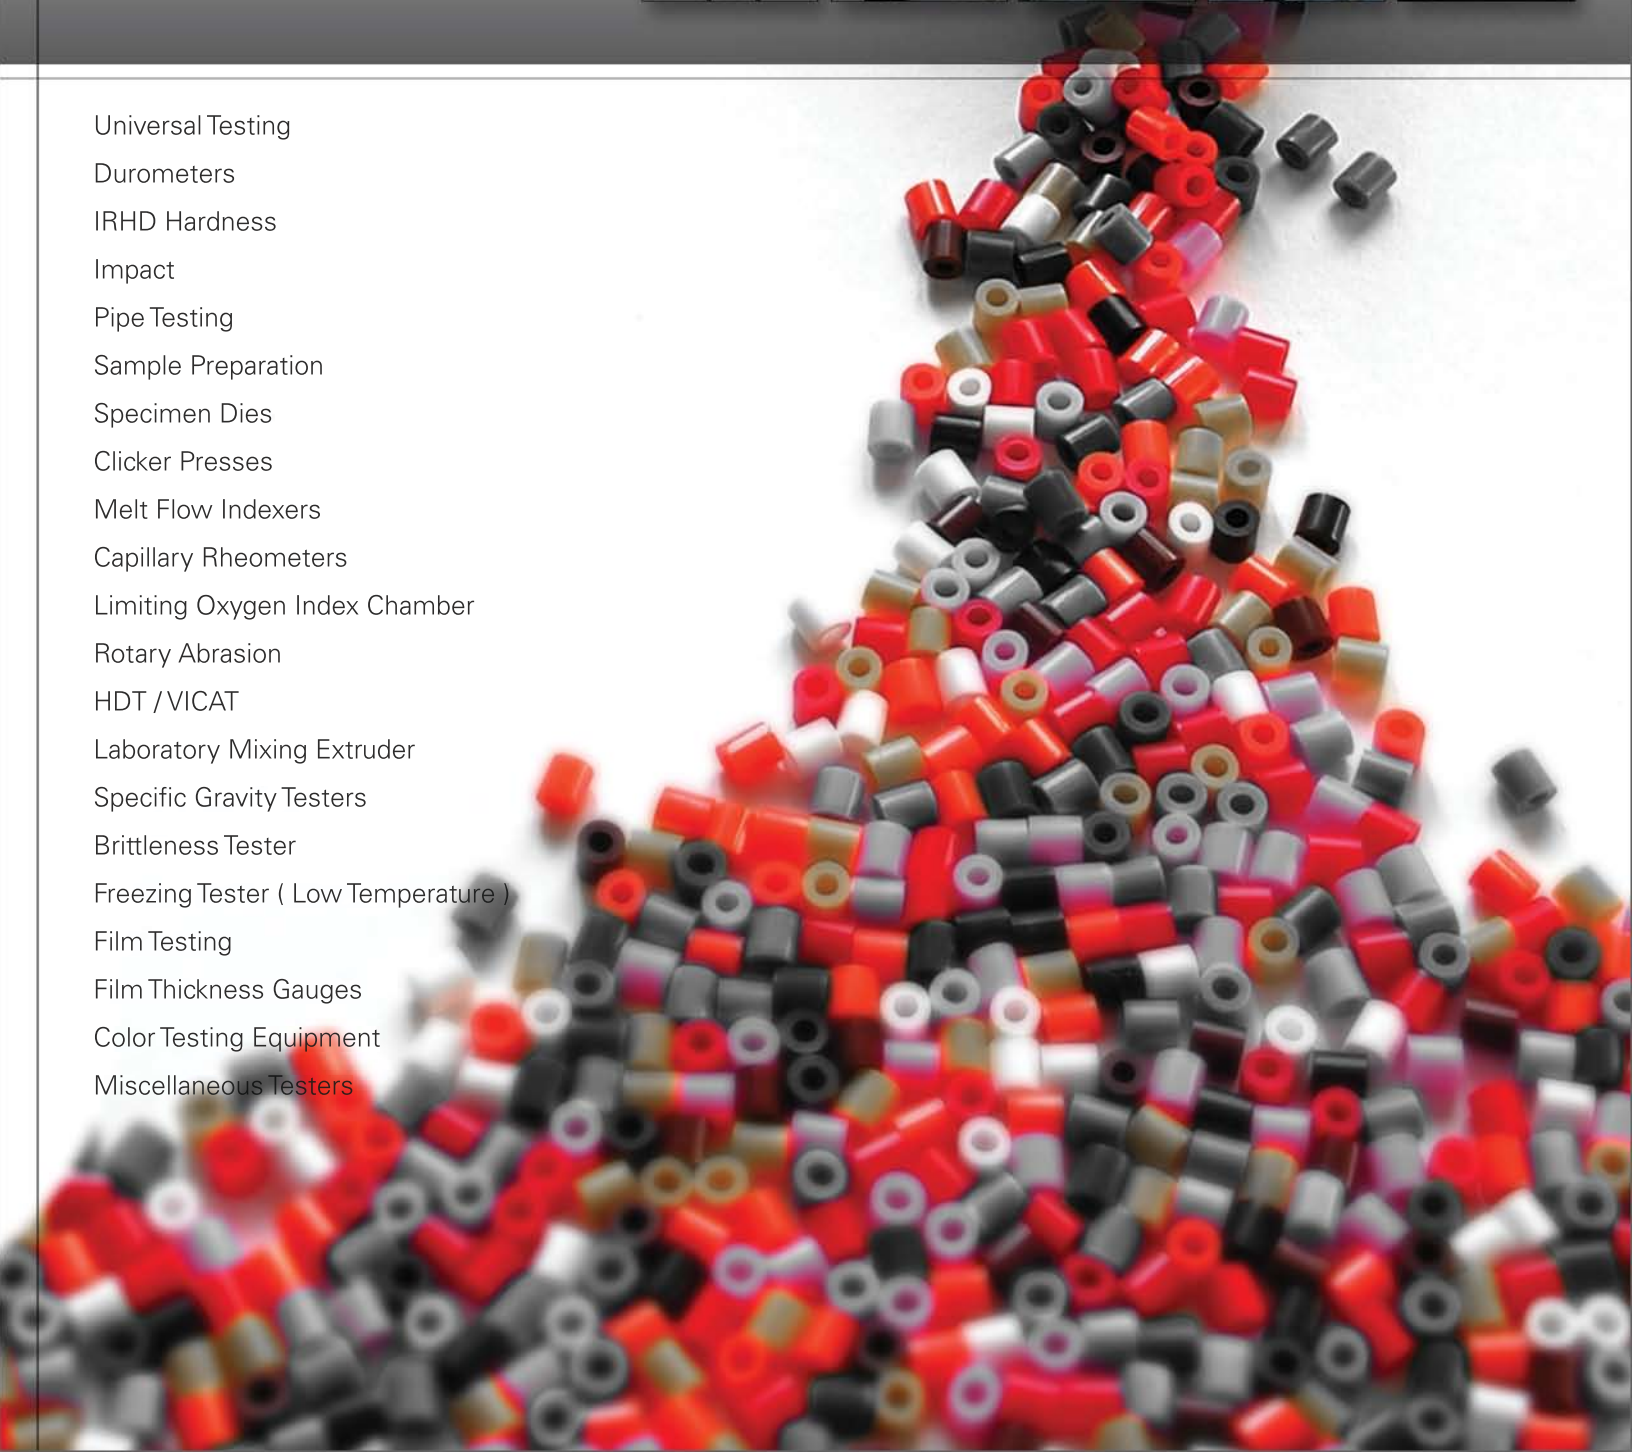 Universal Testing
Durometers
IRHD Hardness
Impact
Pipe Testing
Sample Preparation
Specimen Dies
Clicker Presses
Melt Flow Indexers
Capillary Rheometers
Limiting Oxygen Index Chamber
Rotary Abrasion
HDT / VICAT
Laboratory Mixing Extruder
Specific Gravity Testers
Brittleness Tester
Freezing Tester ( Low Temperature )
Film Testing
Film Thickness Gauges
Color Testing Equipment
Miscellaneous Testers